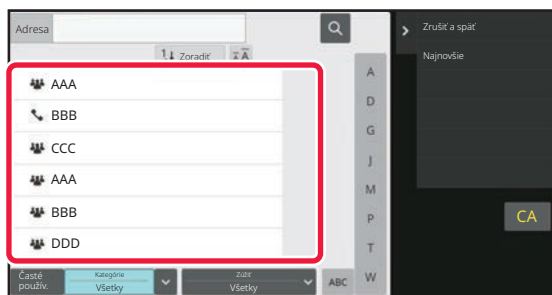 Adresa
Zoradiť
AAA
BBB
CCC
AAA
BBB
DDD
A
D
G
J
M
P
T
W
Časté
použív.
Kategórie
Všetky
Zúžiť
Všetky
ABC
Zrušiť a späť
Najnovšie
CA